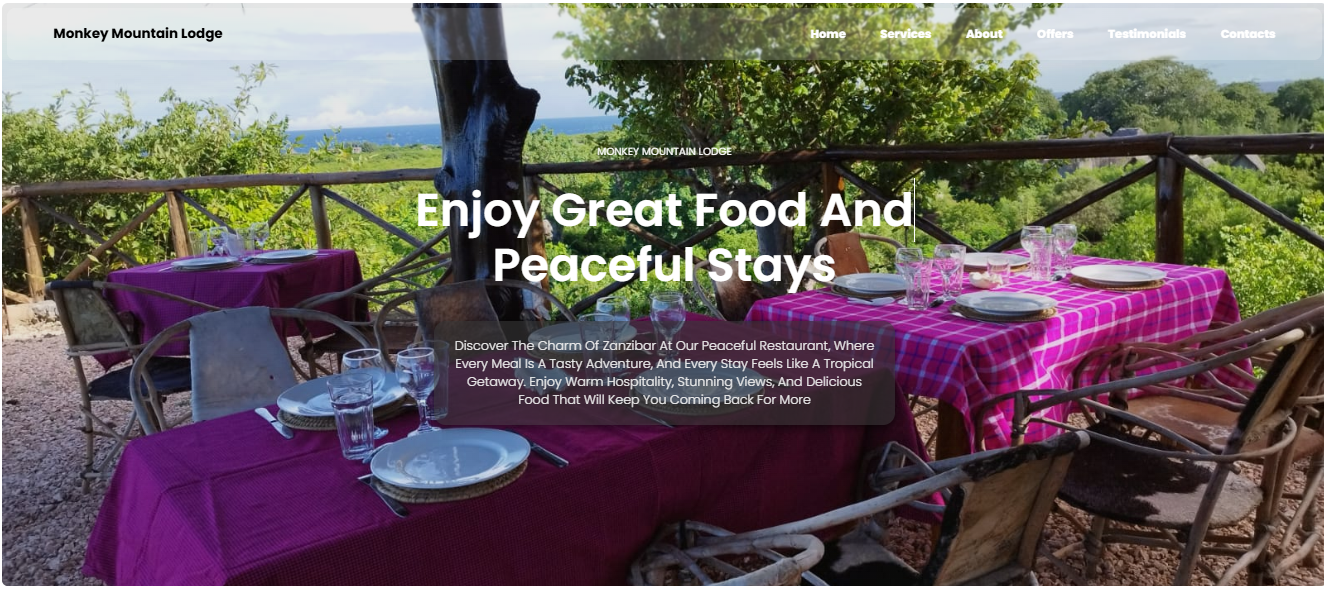 Monkey Mountain Lodge
Home Services About Offers Testimonials Contacts
MONKEY MOUNTAIN LODGE
Enjoy Great Food And
Peaceful Stays
Discover The Charm Of Zanzibar At Our Peaceful Restaurant, Where
Every Meal Is A Tasty Adventure, And Every Stay Feels Like A Tropical
Getaway. Enjoy Warm Hospitality, Stunning Views, And Delicious
Food That Will Keep You Coming Back For More